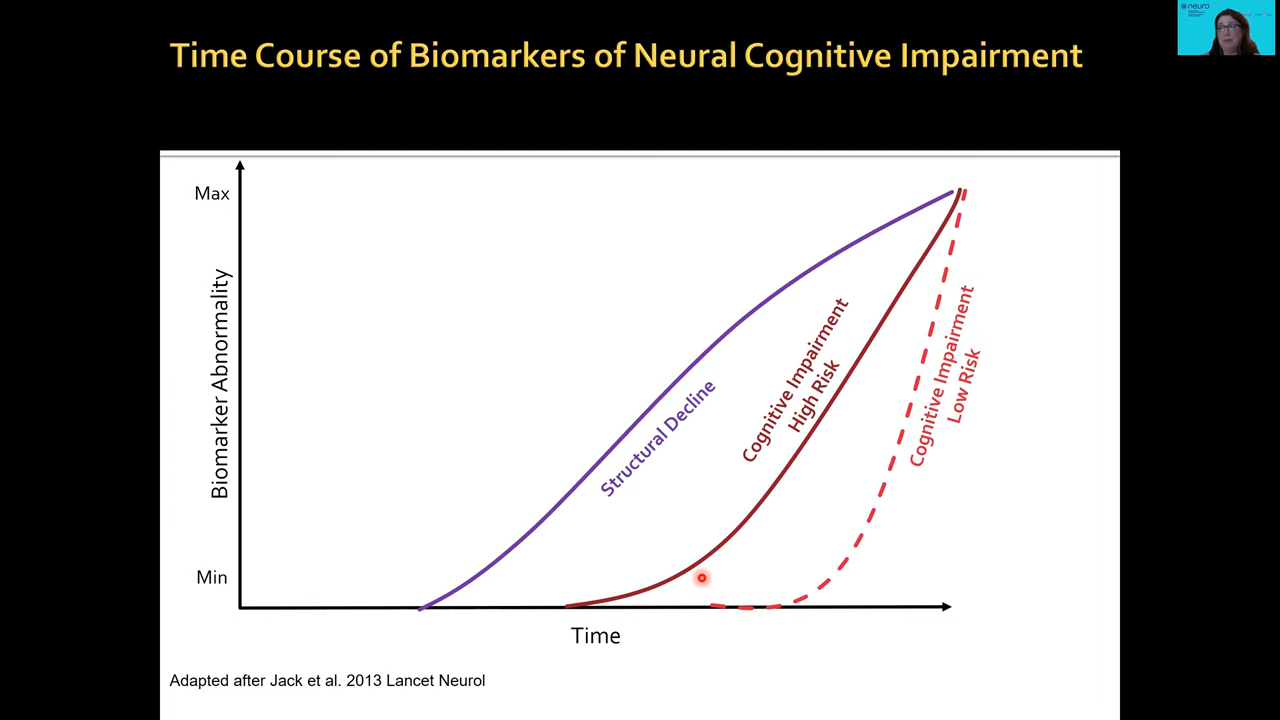 Time Course of Biomarkers of Neural Cognitive Impairment
neuro
Max
Biomarker Abnormality
Min
Structural Decline
Cognitive Impairment
High Risk
Cognitive Impairment
Low Risk
Time
Adapted after Jack et al. 2013 Lancet Neurol